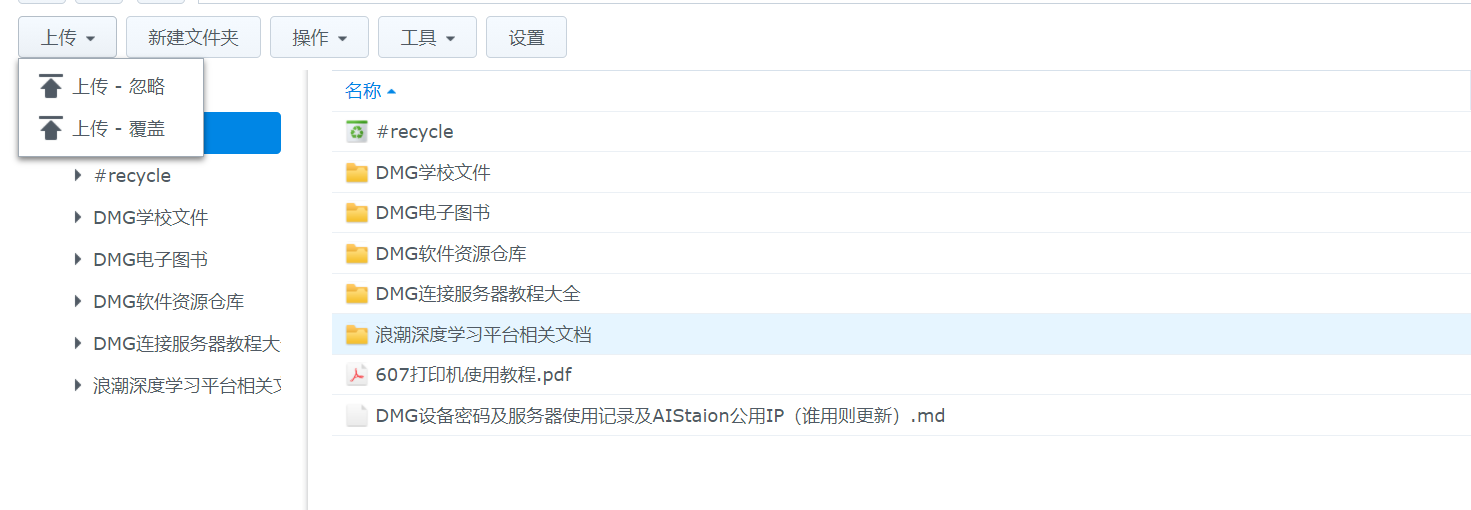 上传
新建文件夹
操作
工具
设置
上传 - 忽略
上传 - 覆盖
#recycle
DMG学校文件
DMG电子图书
DMG软件资源仓库
DMG连接服务器教程大
浪潮深度学习平台相关文
名称
#recycle
DMG学校文件
DMG电子图书
DMG软件资源仓库
DMG连接服务器教程大全
浪潮深度学习平台相关文档
607打印机使用教程.pdf
DMG设备密码及服务器使用记录及AIStaion公用IP（谁用则更新）.md